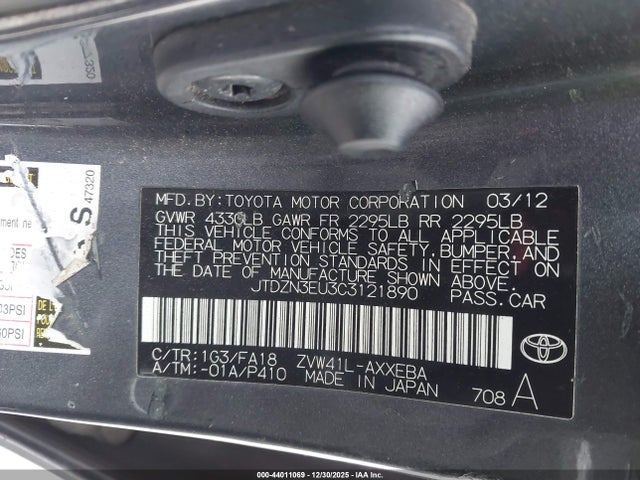 MFD. BY: TOYOTA MOTOR CORPORATION 03/12
GVWR 4330LB GAWR FR 2295LB RR 2295LB
THIS VEHICLE CONFORMS TO ALL APPLICABLE
FEDERAL MOTOR VEHICLE SAFETY, BUMPER, AND
THEFT PREVENTION STANDARDS IN EFFECT ON
THE DATE OF MANUFACTURE SHOWN ABOVE.
JTDZN3EU3C3121890 PASS.CAR
C/TR:1G3/FA18 ZVW41L-AXXEBA
A/TM:-01A/P410 MADE IN JAPAN
708 A
TOYOTA
47320
S
000-44011069 - 12/30/2025 - IAAI, Inc.